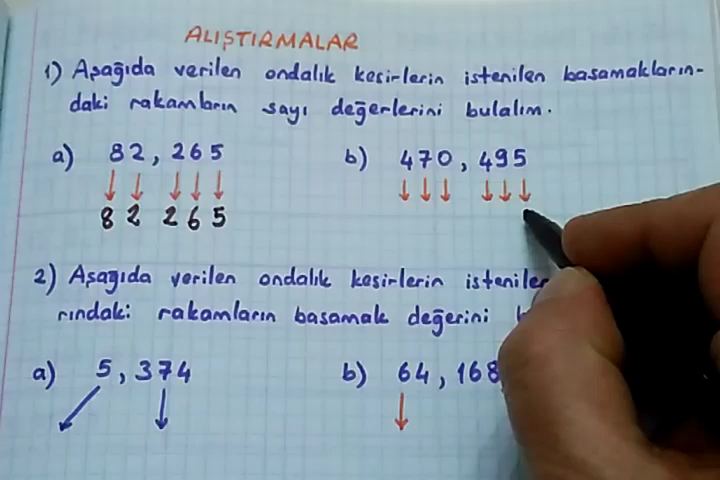 ALIŞTIRMALAR
1) Aşağıda verilen ondalık kesirlerin istenilen basamakların-
daki rakamların sayı değerlerini bulalım.
a) 82,265 b) 470,495
8 2 2 6 5
2) Aşağıda verilen ondalık kesirlerin
rındaki rakamların basamak değerini
a) 5,374 b) 64,168